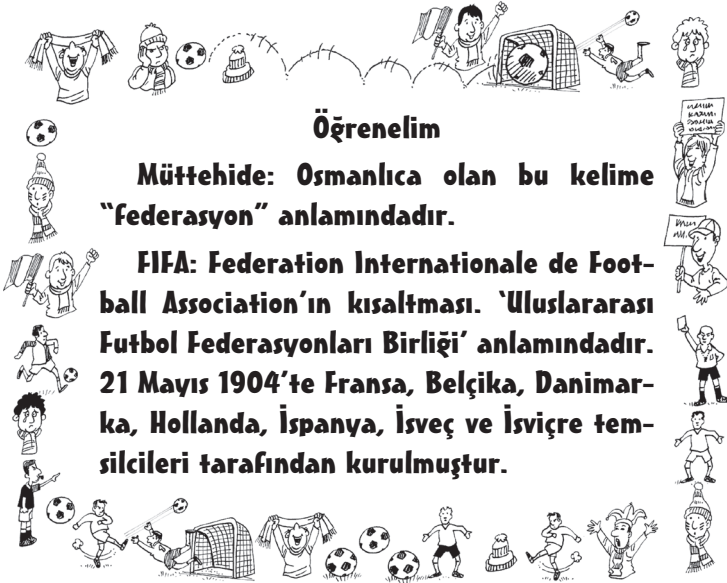 Öğrenelim
Müttehide: Osmanlıca olan bu kelime
“federasyon” anlamındadır.
FIFA: Federation Internationale de Foot-
ball Association’ın kısaltması. ‘Uluslararası
Futbol Federasyonları Birliği’ anlamındadır.
21 Mayıs 1904’te Fransa, Belçika, Danimar-
ka, Hollanda, İspanya, İsveç ve İsviçre tem-
silcileri tarafından kurulmuştur.